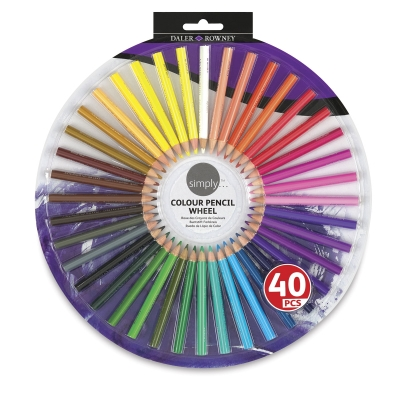 DALER ROWNEY
simply...
COLOUR PENCIL
WHEEL
40
PCS